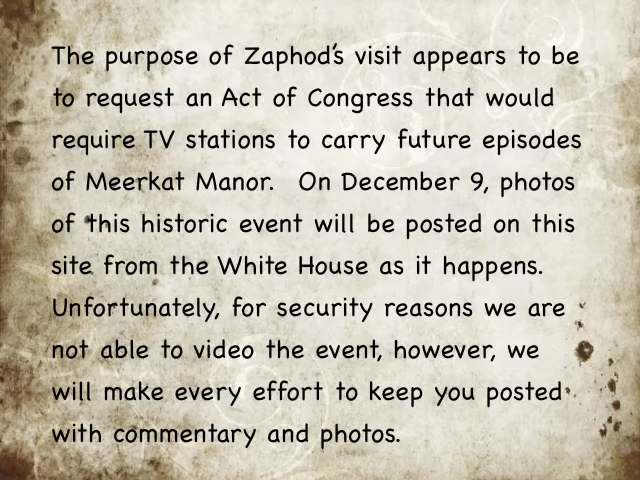 The purpose of Zaphod's visit appears to be
to request an Act of Congress that would
require TV stations to carry future episodes
of Meerkat Manor.  On December 9, photos
of this historic event will be posted on this
site from the White House as it happens.
Unfortunately, for security reasons we are
not able to video the event, however, we
will make every effort to keep you posted
with commentary and photos.